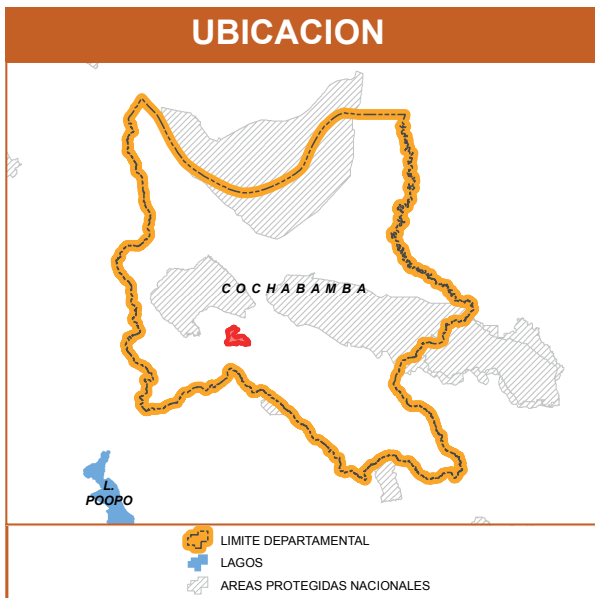 UBICACION
COCHABAMBA
L.
POOPO
LIMITE DEPARTAMENTAL
LAGOS
AREAS PROTEGIDAS NACIONALES